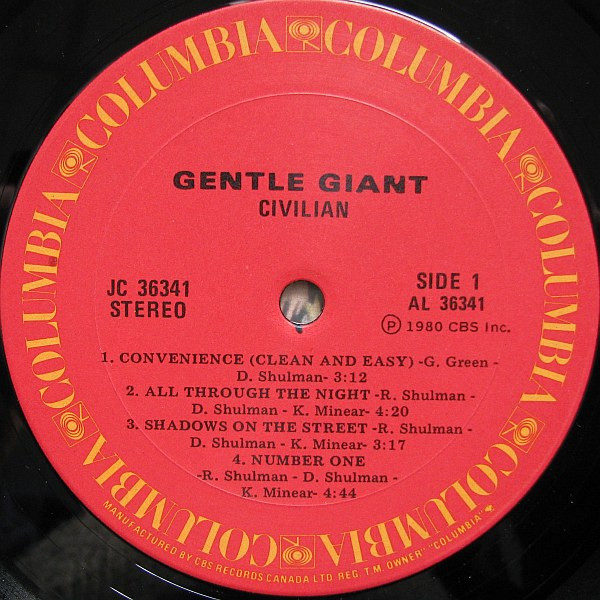 COLUMBIA COLUMBIA COLUMBIA COLUMBIA COLUMBIA COLUMBIA
GENTLE GIANT
CIVILIAN
JC 36341
STEREO
SIDE 1
AL 36341
Ⓟ 1980 CBS Inc.
1. CONVENIENCE (CLEAN AND EASY) -G. Green -
D. Shulman- 3:12
2. ALL THROUGH THE NIGHT -R. Shulman -
D. Shulman - K. Minear- 4:20
3. SHADOWS ON THE STREET -R. Shulman -
D. Shulman - K. Minear- 3:17
4. NUMBER ONE
-R. Shulman - D. Shulman -
K. Minear- 4:44
MANUFACTURED BY CBS RECORDS CANADA LTD. REG. T.M. OWNER "COLUMBIA"